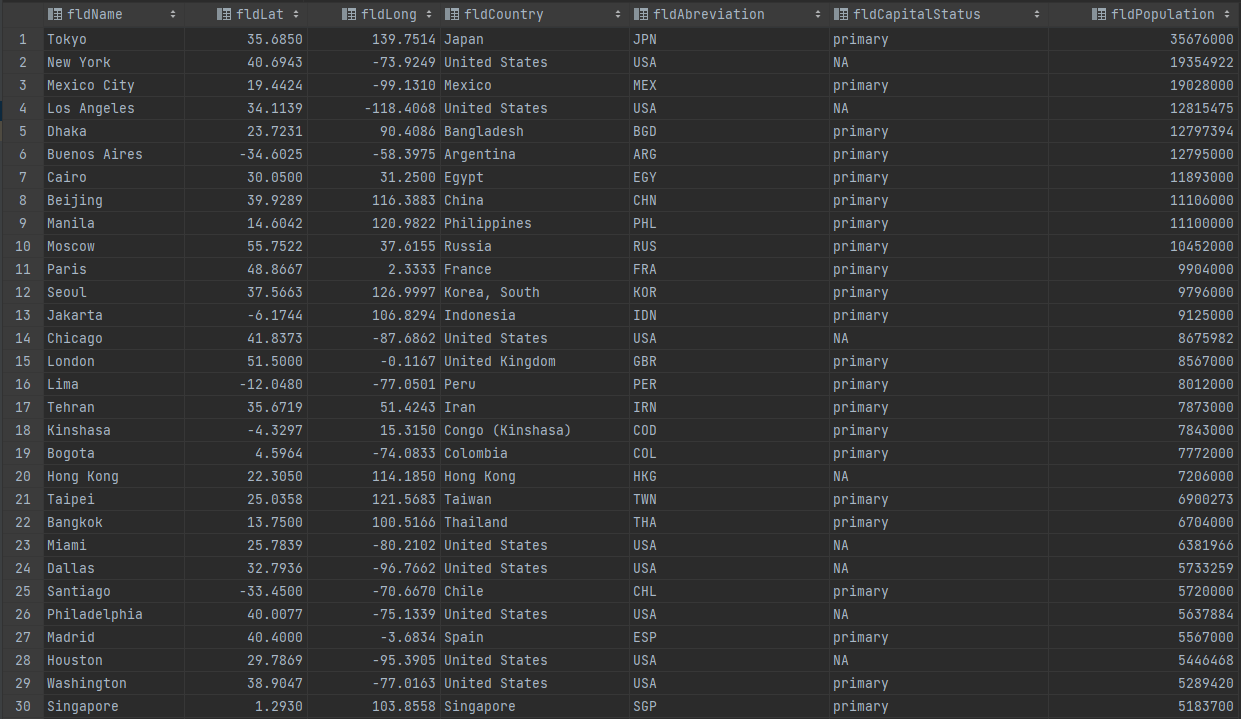 fldName fldLat fldLong fldCountry fldAbreviation fldCapitalStatus fldPopulation
1 Tokyo 35.6850 139.7514 Japan JPN primary 35676000
2 New York 40.6943 -73.9249 United States USA NA 19354922
3 Mexico City 19.4424 -99.1310 Mexico MEX primary 19028000
4 Los Angeles 34.1139 -118.4068 United States USA NA 12815475
5 Dhaka 23.7231 90.4086 Bangladesh BGD primary 12797394
6 Buenos Aires -34.6025 -58.3975 Argentina ARG primary 12795000
7 Cairo 30.0500 31.2500 Egypt EGY primary 11893000
8 Beijing 39.9289 116.3883 China CHN primary 11106000
9 Manila 14.6042 120.9822 Philippines PHL primary 11100000
10 Moscow 55.7522 37.6155 Russia RUS primary 10452000
11 Paris 48.8667 2.3333 France FRA primary 9904000
12 Seoul 37.5663 126.9997 Korea, South KOR primary 9796000
13 Jakarta -6.1744 106.8294 Indonesia IDN primary 9125000
14 Chicago 41.8373 -87.6862 United States USA NA 8675982
15 London 51.5000 -0.1167 United Kingdom GBR primary 8567000
16 Lima -12.0480 -77.0501 Peru PER primary 8012000
17 Tehran 35.6719 51.4243 Iran IRN primary 7873000
18 Kinshasa -4.3297 15.3150 Congo (Kinshasa) COD primary 7843000
19 Bogota 4.5964 -74.0833 Colombia COL primary 7772000
20 Hong Kong 22.3050 114.1850 Hong Kong HKG NA 7206000
21 Taipei 25.0358 121.5683 Taiwan TWN primary 6900273
22 Bangkok 13.7500 100.5166 Thailand THA primary 6704000
23 Miami 25.7839 -80.2102 United States USA NA 6381966
24 Dallas 32.7936 -96.7662 United States USA NA 5733259
25 Santiago -33.4500 -70.6670 Chile CHL primary 5720000
26 Philadelphia 40.0077 -75.1339 United States USA NA 5637884
27 Madrid 40.4000 -3.6834 Spain ESP primary 5567000
28 Houston 29.7869 -95.3905 United States USA NA 5446468
29 Washington 38.9047 -77.0163 United States USA primary 5289420
30 Singapore 1.2930 103.8558 Singapore SGP primary 5183700